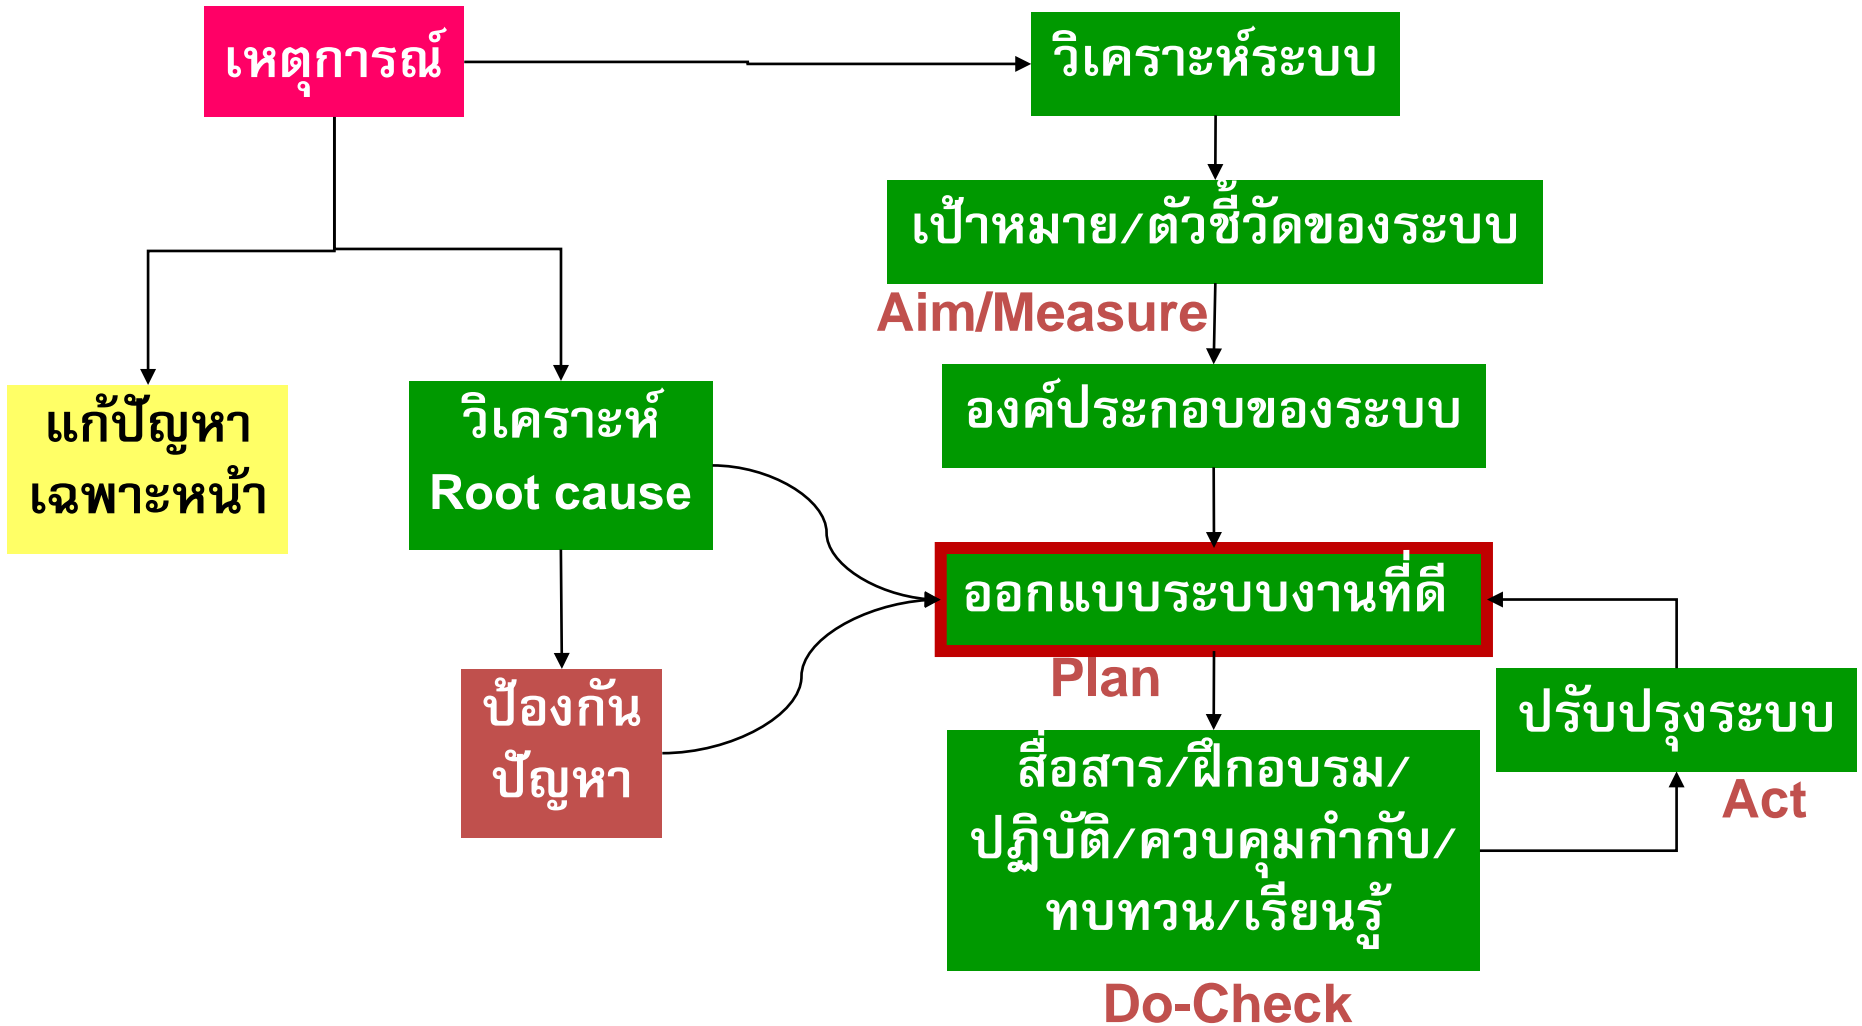 เหตุการณ์
วิเคราะห์ระบบ
เป้าหมาย/ตัวชี้วัดของระบบ
Aim/Measure
องค์ประกอบของระบบ
แก้ปัญหา
เฉพาะหน้า
วิเคราะห์
Root cause
ออกแบบระบบงานที่ดี
Plan
ป้องกัน
ปัญหา
ปรับปรุงระบบ
Act
สื่อสาร/ฝึกอบรม/
ปฏิบัติ/ควบคุมกำกับ/
ทบทวน/เรียนรู้
Do-Check